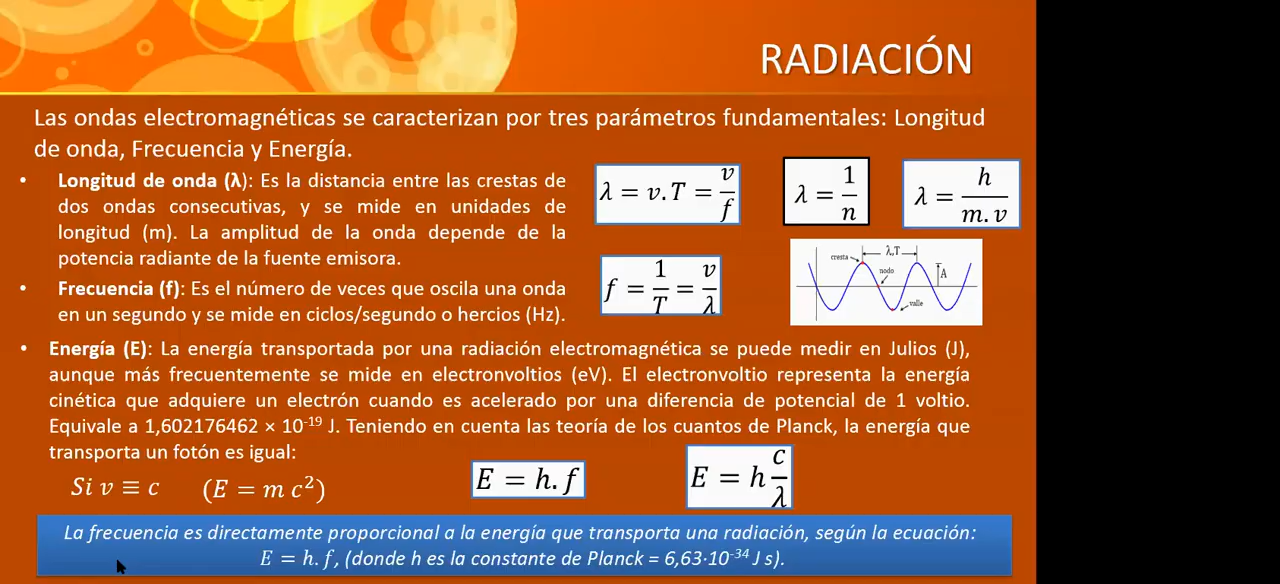 RADIACIÓN
Las ondas electromagnéticas se caracterizan por tres parámetros fundamentales: Longitud
de onda, Frecuencia y Energía.
• Longitud de onda (λ): Es la distancia entre las crestas de
dos ondas consecutivas, y se mide en unidades de
longitud (m). La amplitud de la onda depende de la
potencia radiante de la fuente emisora.
λ = v.T = v/f
λ = 1/n
λ = h/m.v
• Frecuencia (f): Es el número de veces que oscila una onda
en un segundo y se mide en ciclos/segundo o hercios (Hz).
f = 1/T = v/λ
λ,T
cresta
nodo
A
valle
• Energía (E): La energía transportada por una radiación electromagnética se puede medir en Julios (J),
aunque más frecuentemente se mide en electronvoltios (eV). El electronvoltio representa la energía
cinética que adquiere un electrón cuando es acelerado por una diferencia de potencial de 1 voltio.
Equivale a 1,602176462 × 10⁻¹⁹ J. Teniendo en cuenta las teoría de los cuantos de Planck, la energía que
transporta un fotón es igual:
Si v ≡ c (E = m c²)
E = h.f
E = h c/λ
La frecuencia es directamente proporcional a la energía que transporta una radiación, según la ecuación:
E = h.f, (donde h es la constante de Planck = 6,63·10⁻³⁴ J s).